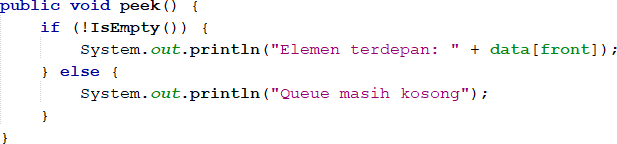 public void peek() {
    if (!IsEmpty()) {
        System.out.println("Elemen terdepan: " + data[front]);
    } else {
        System.out.println("Queue masih kosong");
    }
}